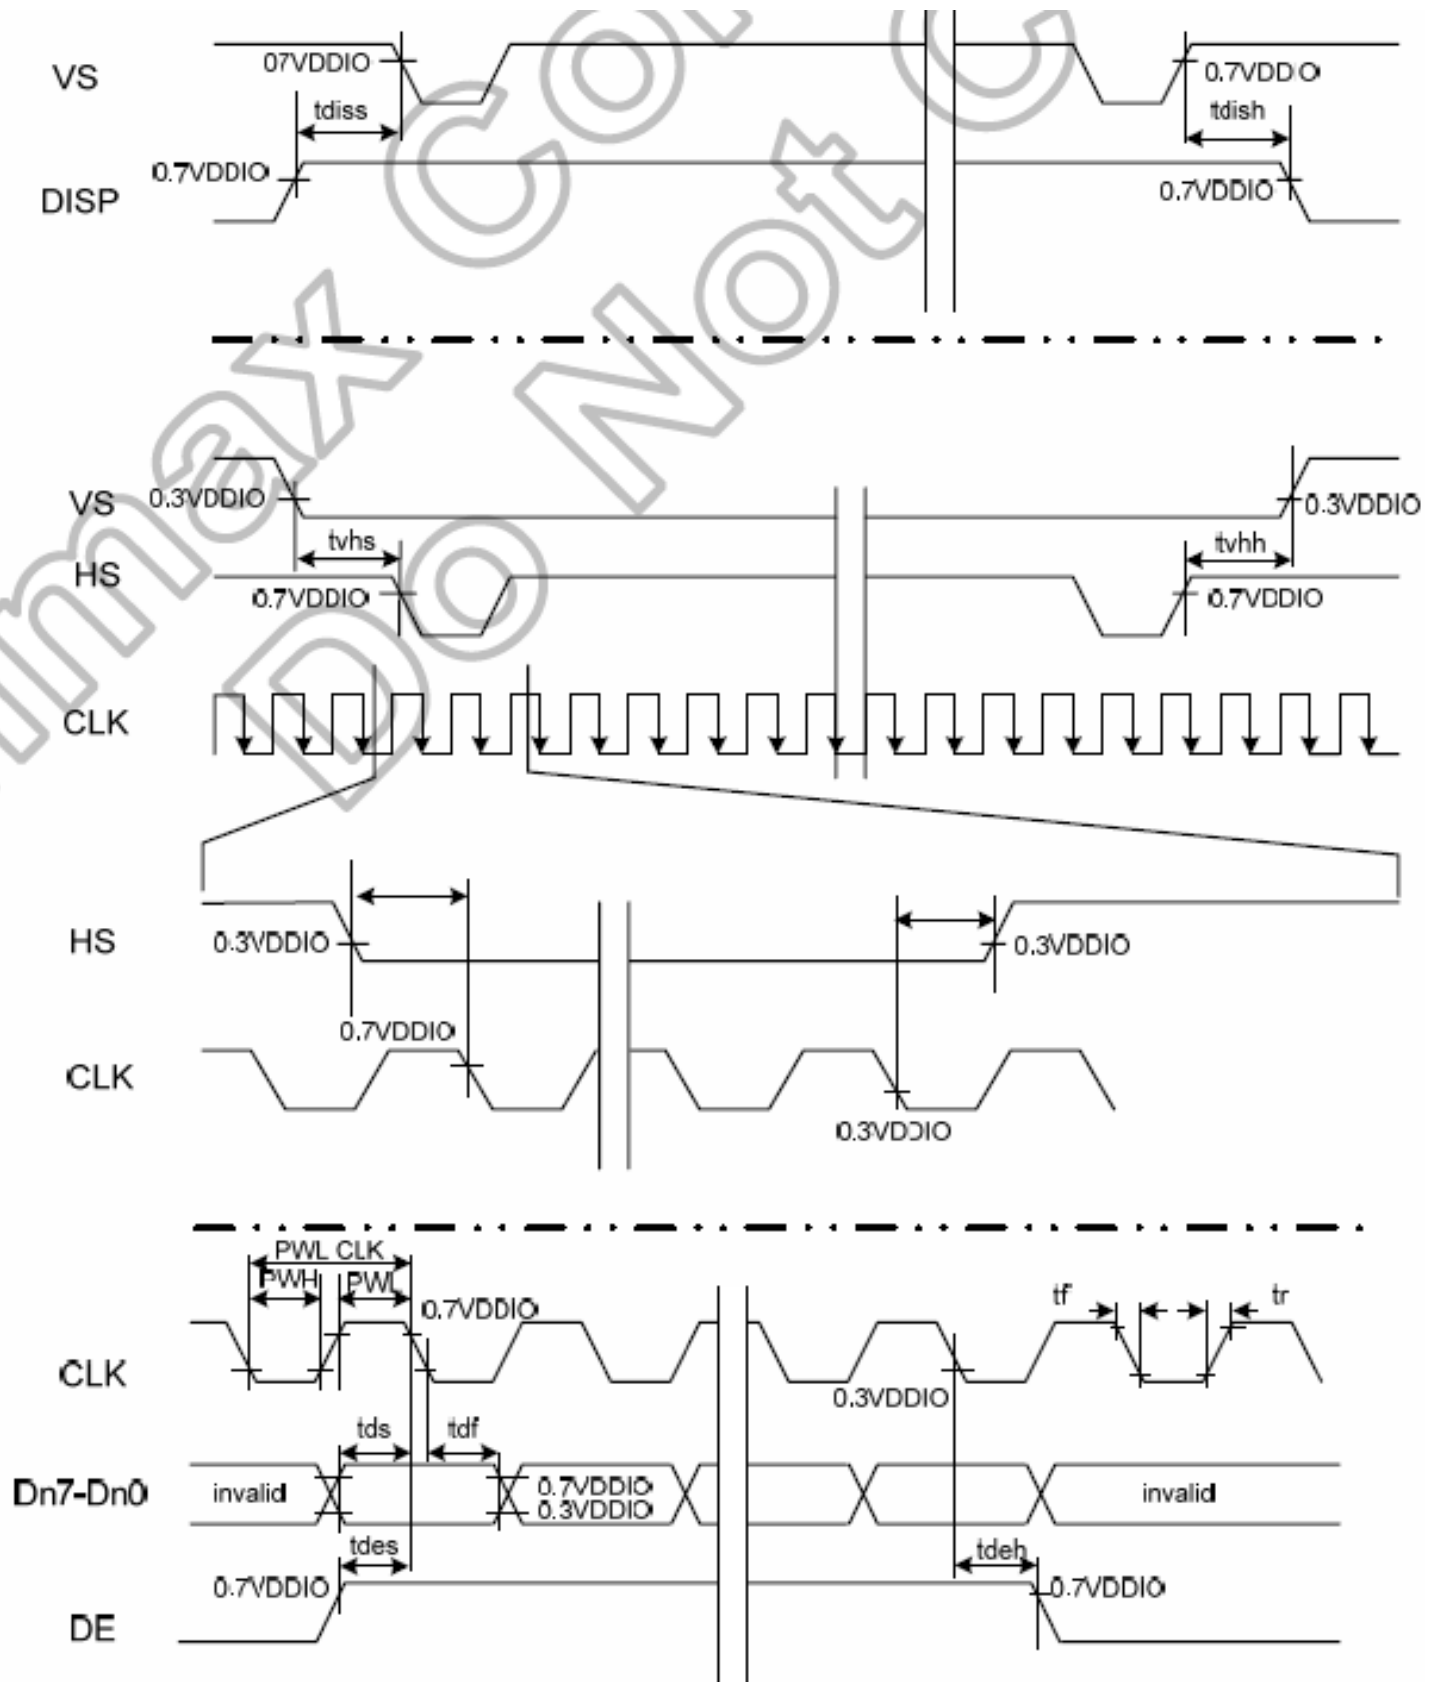 VS
07VDDIO
0.7VDDIO
tdiss
tdish
0.7VDDIO
DISP
0.7VDDIO
VS
0.3VDDIO
0.3VDDIO
tvhs
tvhh
HS
0.7VDDIO
0.7VDDIO
CLK
HS
0.3VDDIO
0.3VDDIO
0.7VDDIO
CLK
0.3VDDIO
PWL CLK
PWH
PWL
0.7VDDIO
tf
tr
CLK
0.3VDDIO
tds
tdf
Dn7-Dn0
invalid
0.7VDDIO
0.3VDDIO
invalid
tdes
tdeh
0.7VDDIO
0.7VDDIO
DE
Do Not C